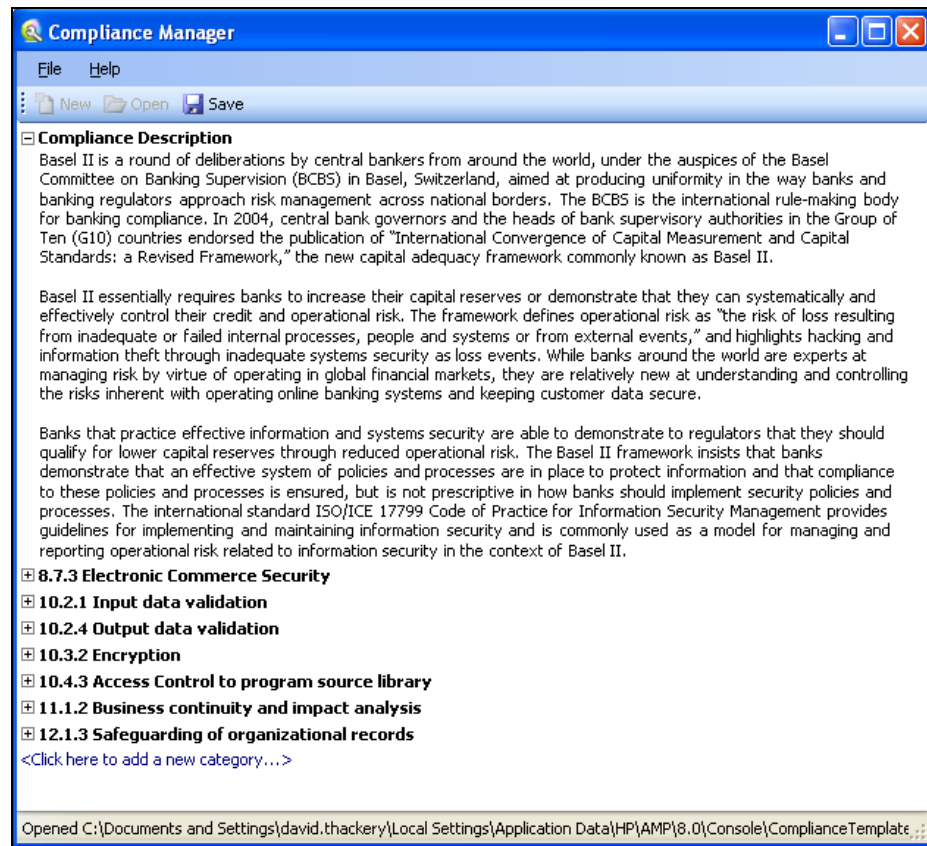 Compliance Manager
File Help
New Open Save
Compliance Description
Basel II is a round of deliberations by central bankers from around the world, under the auspices of the Basel
Committee on Banking Supervision (BCBS) in Basel, Switzerland, aimed at producing uniformity in the way banks and
banking regulators approach risk management across national borders. The BCBS is the international rule-making body
for banking compliance. In 2004, central bank governors and the heads of bank supervisory authorities in the Group of
Ten (G10) countries endorsed the publication of "International Convergence of Capital Measurement and Capital
Standards: a Revised Framework," the new capital adequacy framework commonly known as Basel II.
Basel II essentially requires banks to increase their capital reserves or demonstrate that they can systematically and
effectively control their credit and operational risk. The framework defines operational risk as "the risk of loss resulting
from inadequate or failed internal processes, people and systems or from external events," and highlights hacking and
information theft through inadequate systems security as loss events. While banks around the world are experts at
managing risk by virtue of operating in global financial markets, they are relatively new at understanding and controlling
the risks inherent with operating online banking systems and keeping customer data secure.
Banks that practice effective information and systems security are able to demonstrate to regulators that they should
qualify for lower capital reserves through reduced operational risk. The Basel II framework insists that banks
demonstrate that an effective system of policies and processes are in place to protect information and that compliance
to these policies and processes is ensured, but is not prescriptive in how banks should implement security policies and
processes. The international standard ISO/ICE 17799 Code of Practice for Information Security Management provides
guidelines for implementing and maintaining information security and is commonly used as a model for managing and
reporting operational risk related to information security in the context of Basel II.
8.7.3 Electronic Commerce Security
10.2.1 Input data validation
10.2.4 Output data validation
10.3.2 Encryption
10.4.3 Access Control to program source library
11.1.2 Business continuity and impact analysis
12.1.3 Safeguarding of organizational records
<Click here to add a new category...>
Opened C:\Documents and Settings\david.thackery\Local Settings\Application Data\HP\AMP\8.0\Console\ComplianceTemplate